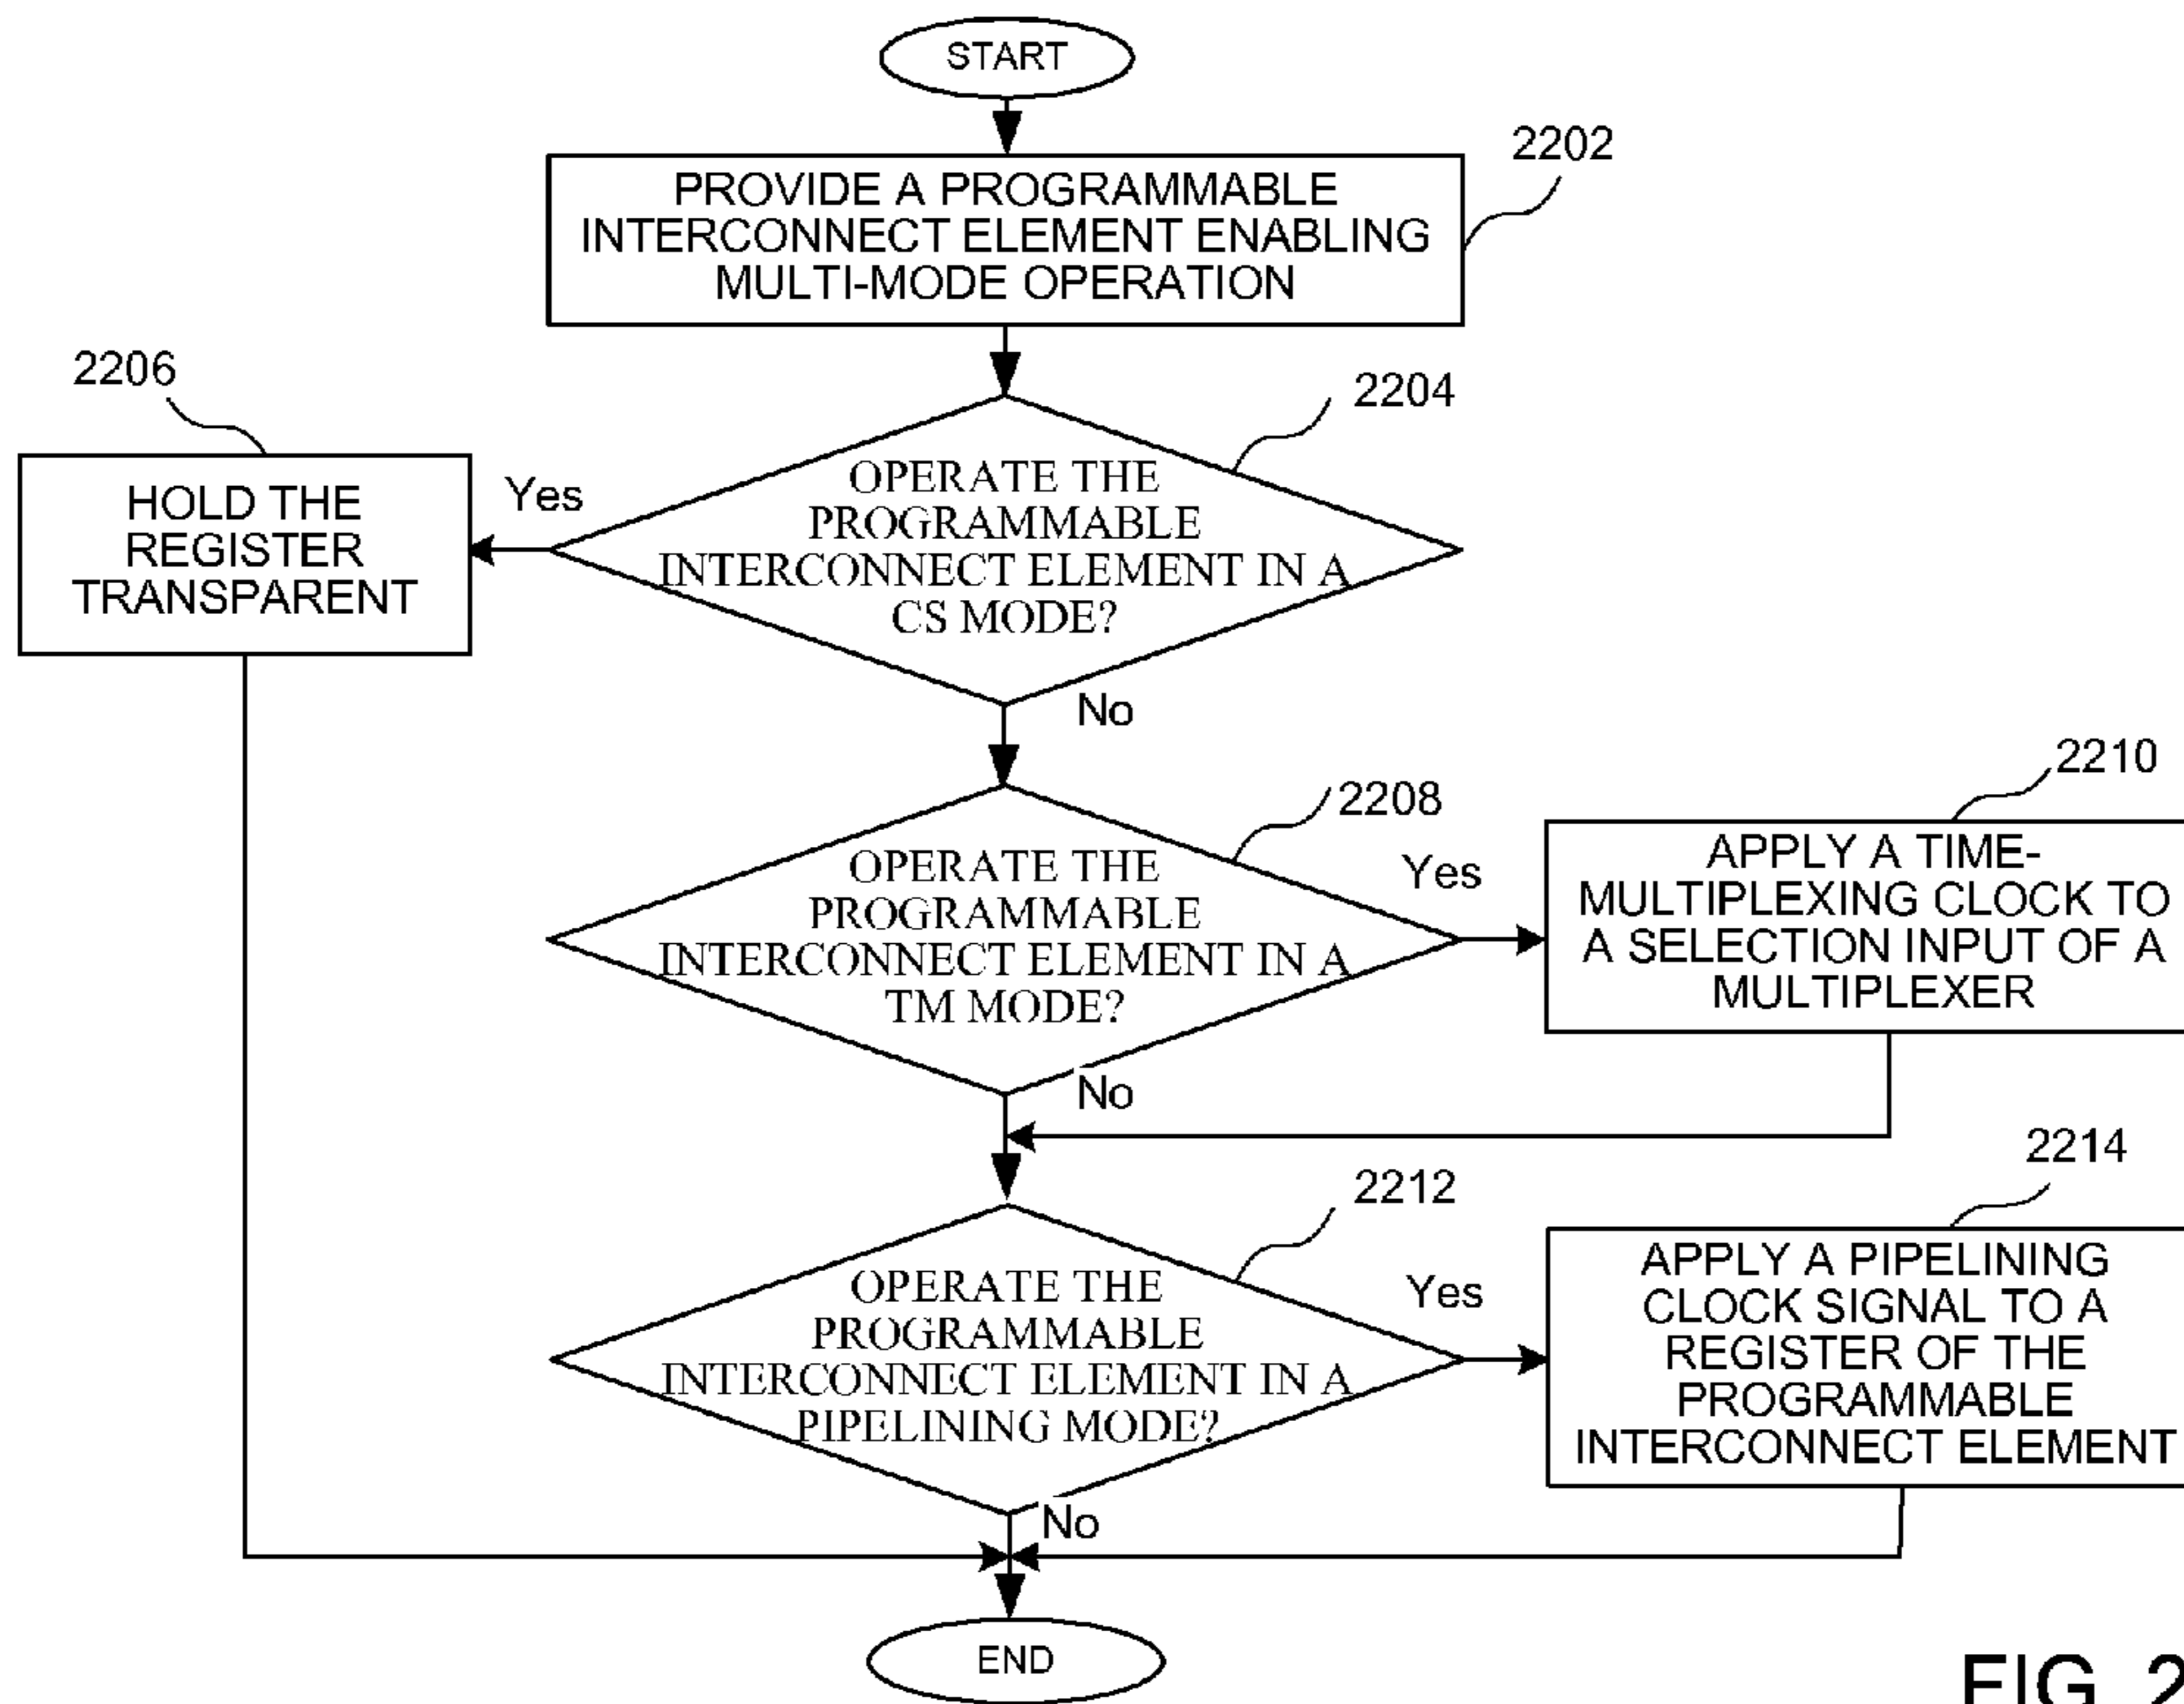 START
2202
PROVIDE A PROGRAMMABLE
INTERCONNECT ELEMENT ENABLING
MULTI-MODE OPERATION
2206
2204
HOLD THE
REGISTER
TRANSPARENT
Yes
OPERATE THE
PROGRAMMABLE
INTERCONNECT ELEMENT IN A
CS MODE?
No
2210
2208
OPERATE THE
PROGRAMMABLE
INTERCONNECT ELEMENT IN A
TM MODE?
Yes
APPLY A TIME-
MULTIPLEXING CLOCK TO
A SELECTION INPUT OF A
MULTIPLEXER
No
2214
2212
OPERATE THE
PROGRAMMABLE
INTERCONNECT ELEMENT IN A
PIPELINING MODE?
Yes
APPLY A PIPELINING
CLOCK SIGNAL TO A
REGISTER OF THE
PROGRAMMABLE
INTERCONNECT ELEMENT
No
END
FIG. 2